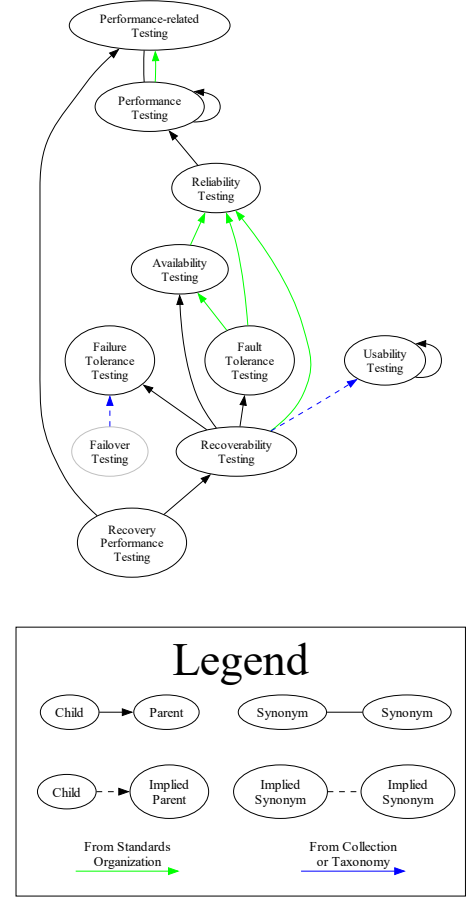 Performance-related
Testing
Performance
Testing
Reliability
Testing
Availability
Testing
Failure
Tolerance
Testing
Fault
Tolerance
Testing
Usability
Testing
Failover
Testing
Recoverability
Testing
Recovery
Performance
Testing
Legend
Child
Parent
Synonym
Synonym
Child
Implied
Parent
Implied
Synonym
Implied
Synonym
From Standards
Organization
From Collection
or Taxonomy